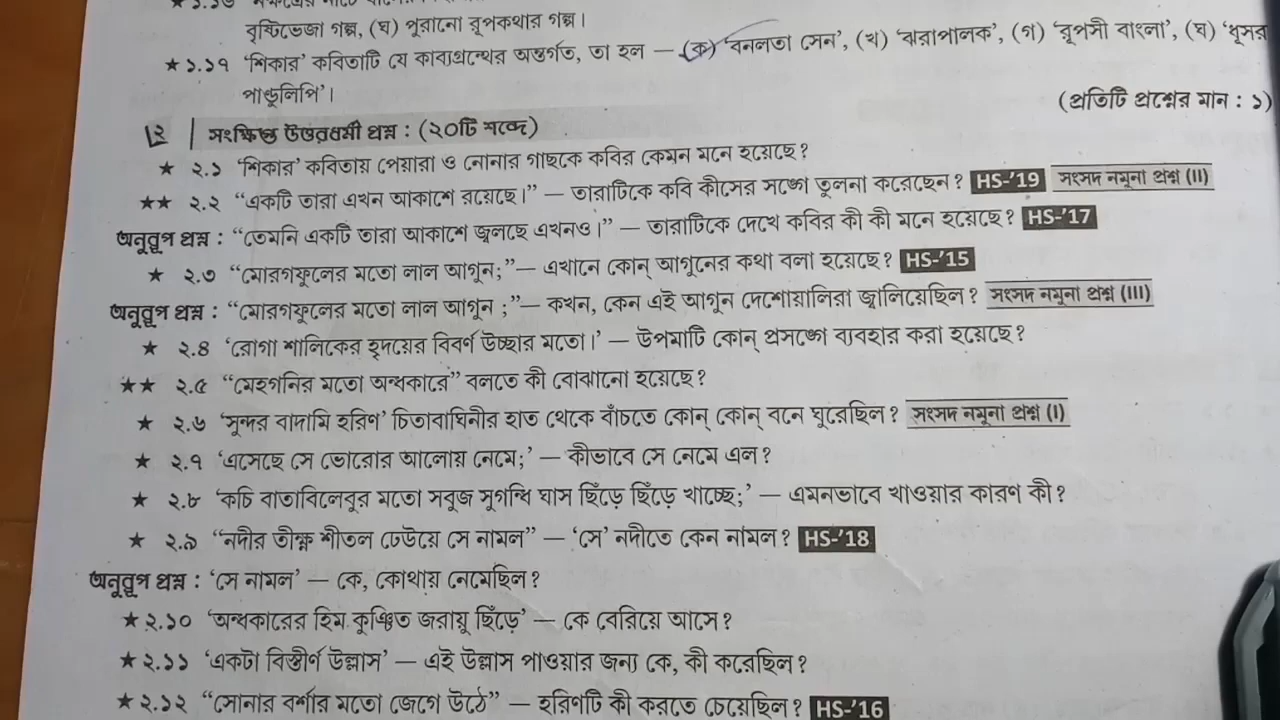 বৃষ্টিভেজা গল্প, (ঘ) পুরানো রূপকথার গল্প।
★১.১৭ 'শিকার' কবিতাটি যে কাব্যগ্রন্থের অন্তর্গত, তা হল — (ক) 'বনলতা সেন', (খ) 'ঝরাপালক', (গ) 'রূপসী বাংলা', (ঘ) 'ধূসর
পাণ্ডুলিপি'।
(প্রতিটি প্রশ্নের মান : ১)
২ | সংক্ষিপ্ত উত্তরধর্মী প্রশ্ন : (২০টি শব্দে)
★ ২.১ 'শিকার' কবিতায় পেয়ারা ও নোনার গাছকে কবির কেমন মনে হয়েছে?
★★ ২.২ "একটি তারা এখন আকাশে রয়েছে।" — তারাটিকে কবি কীসের সঙ্গে তুলনা করেছেন? HS-'19 সংসদ নমুনা প্রশ্ন (II)
অনুরূপ প্রশ্ন : "তেমনি একটি তারা আকাশে জ্বলছে এখনও।" — তারাটিকে দেখে কবির কী কী মনে হয়েছে? HS-'17
★ ২.৩ "মোরগফুলের মতো লাল আগুন;"— এখানে কোন্ আগুনের কথা বলা হয়েছে? HS-'15
অনুরূপ প্রশ্ন : "মোরগফুলের মতো লাল আগুন ;"— কখন, কেন এই আগুন দেশোয়ালিরা জ্বালিয়েছিল? সংসদ নমুনা প্রশ্ন (III)
★ ২.৪ 'রোগা শালিকের হৃদয়ের বিবর্ণ ইচ্ছার মতো।' — উপমাটি কোন্ প্রসঙ্গে ব্যবহার করা হয়েছে?
★★ ২.৫ "মেহগনির মতো অন্ধকারে" বলতে কী বোঝানো হয়েছে?
★ ২.৬ 'সুন্দর বাদামি হরিণ' চিতাবাঘিনীর হাত থেকে বাঁচতে কোন্ কোন্ বনে ঘুরেছিল? সংসদ নমুনা প্রশ্ন (I)
★ ২.৭ 'এসেছে সে ভোরের আলোয় নেমে;' — কীভাবে সে নেমে এল?
★ ২.৮ 'কচি বাতাবিলেবুর মতো সবুজ সুগন্ধি ঘাস ছিঁড়ে ছিঁড়ে খাচ্ছে;' — এমনভাবে খাওয়ার কারণ কী?
★ ২.৯ "নদীর তীক্ষ্ণ শীতল ঢেউয়ে সে নামল" — 'সে' নদীতে কেন নামল? HS-'18
অনুরূপ প্রশ্ন : 'সে নামল' — কে, কোথায় নেমেছিল?
★ ২.১০ 'অন্ধকারের হিম কুঞ্চিত জরায়ু ছিঁড়ে' — কে বেরিয়ে আসে?
★ ২.১১ 'একটা বিস্তীর্ণ উল্লাস' — এই উল্লাস পাওয়ার জন্য কে, কী করেছিল?
★ ২.১২ "সোনার বর্শার মতো জেগে উঠে" — হরিণটি কী করতে চেয়েছিল? HS-'16